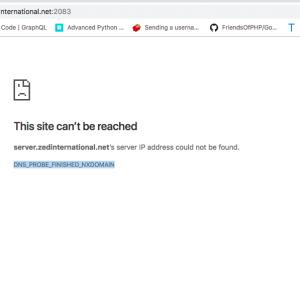 nternational.net:2083
Code | GraphQL
Advanced Python ...
Sending a userna...
FriendsOfPHP/Go...
T
This site can’t be reached
server.zedinternational.net’s server IP address could not be found.
DNS_PROBE_FINISHED_NXDOMAIN